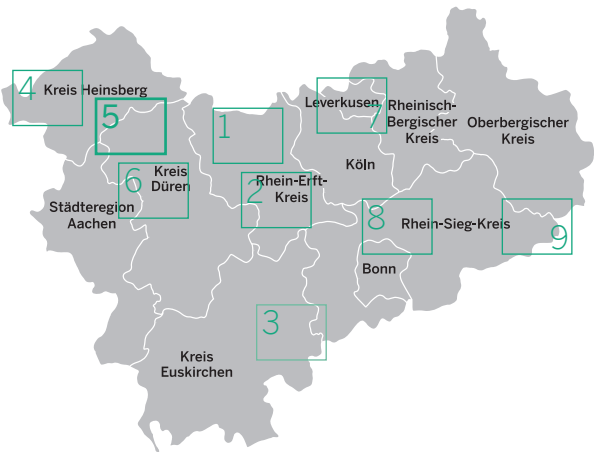 4
Kreis Heinsberg
5
1
Leverkusen
7
Rheinisch-
Bergischer
Kreis
Oberbergischer
Kreis
Köln
6
Kreis
Düren
2
Rhein-Erft-
Kreis
Städteregion
Aachen
8
Rhein-Sieg-Kreis
9
Bonn
3
Kreis
Euskirchen